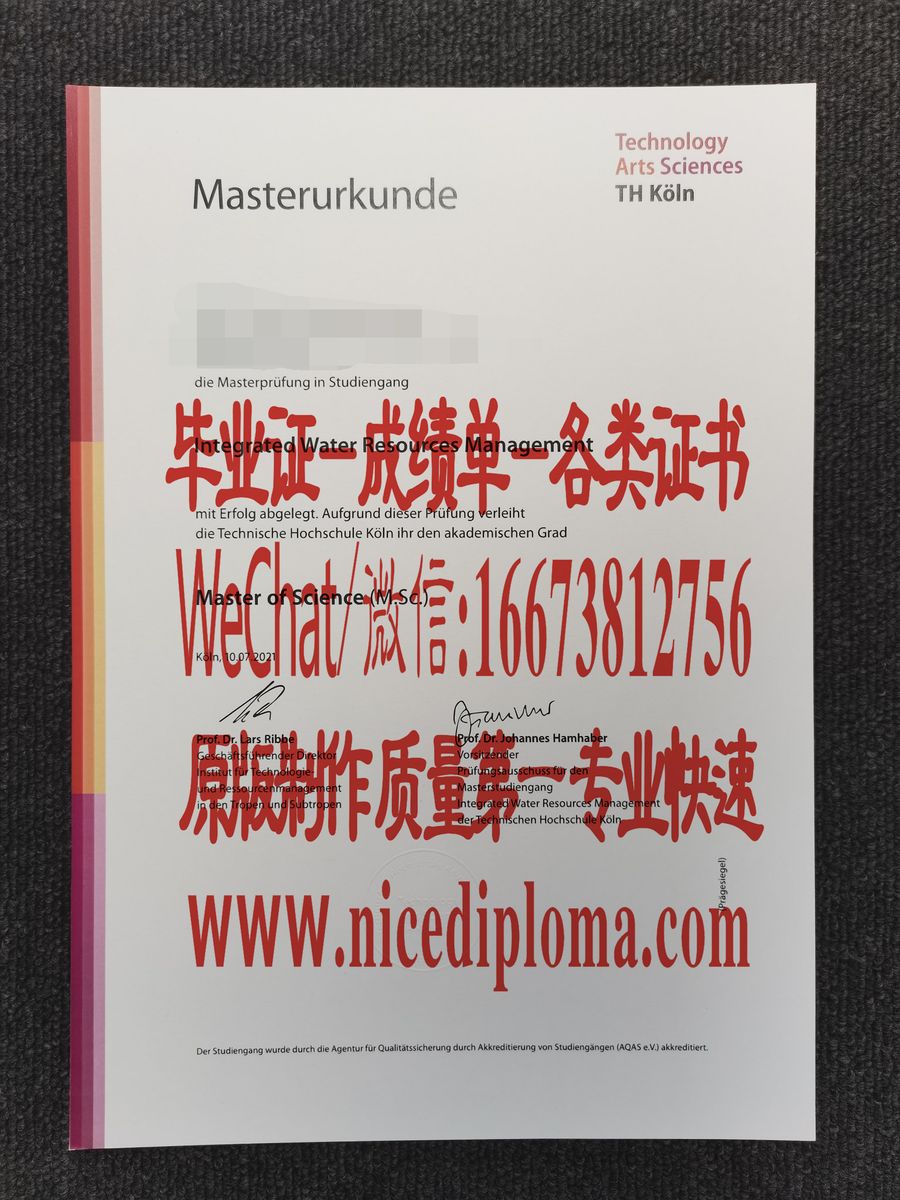 Technology
Arts Sciences
TH Köln
Masterurkunde
die Masterprüfung in Studiengang
毕业证一成绩单一各类证书
Integrated Water Resources Management
mit Erfolg abgelegt. Aufgrund dieser Prüfung verleiht
die Technische Hochschule Köln ihr den akademischen Grad
WeChat/微信:16673812756
Master of Science (M.Sc.)
Köln, 10.07.2021
原版制作质量第一专业快速
Prof. Dr. Lars Ribbe
Geschäftsführender Direktor
Institut für Technologie-
und Ressourcenmanagement
in den Tropen und Subtropen
Prof. Dr. Johannes Hamhaber
Vorsitzender
Prüfungsausschuss für den
Masterstudiengang
Integrated Water Resources Management
der Technischen Hochschule Köln
(Prägesiegel)
www.nicediploma.com
Der Studiengang wurde durch die Agentur für Qualitätssicherung durch Akkreditierung von Studiengängen (AQAS e.V.) akkreditiert.